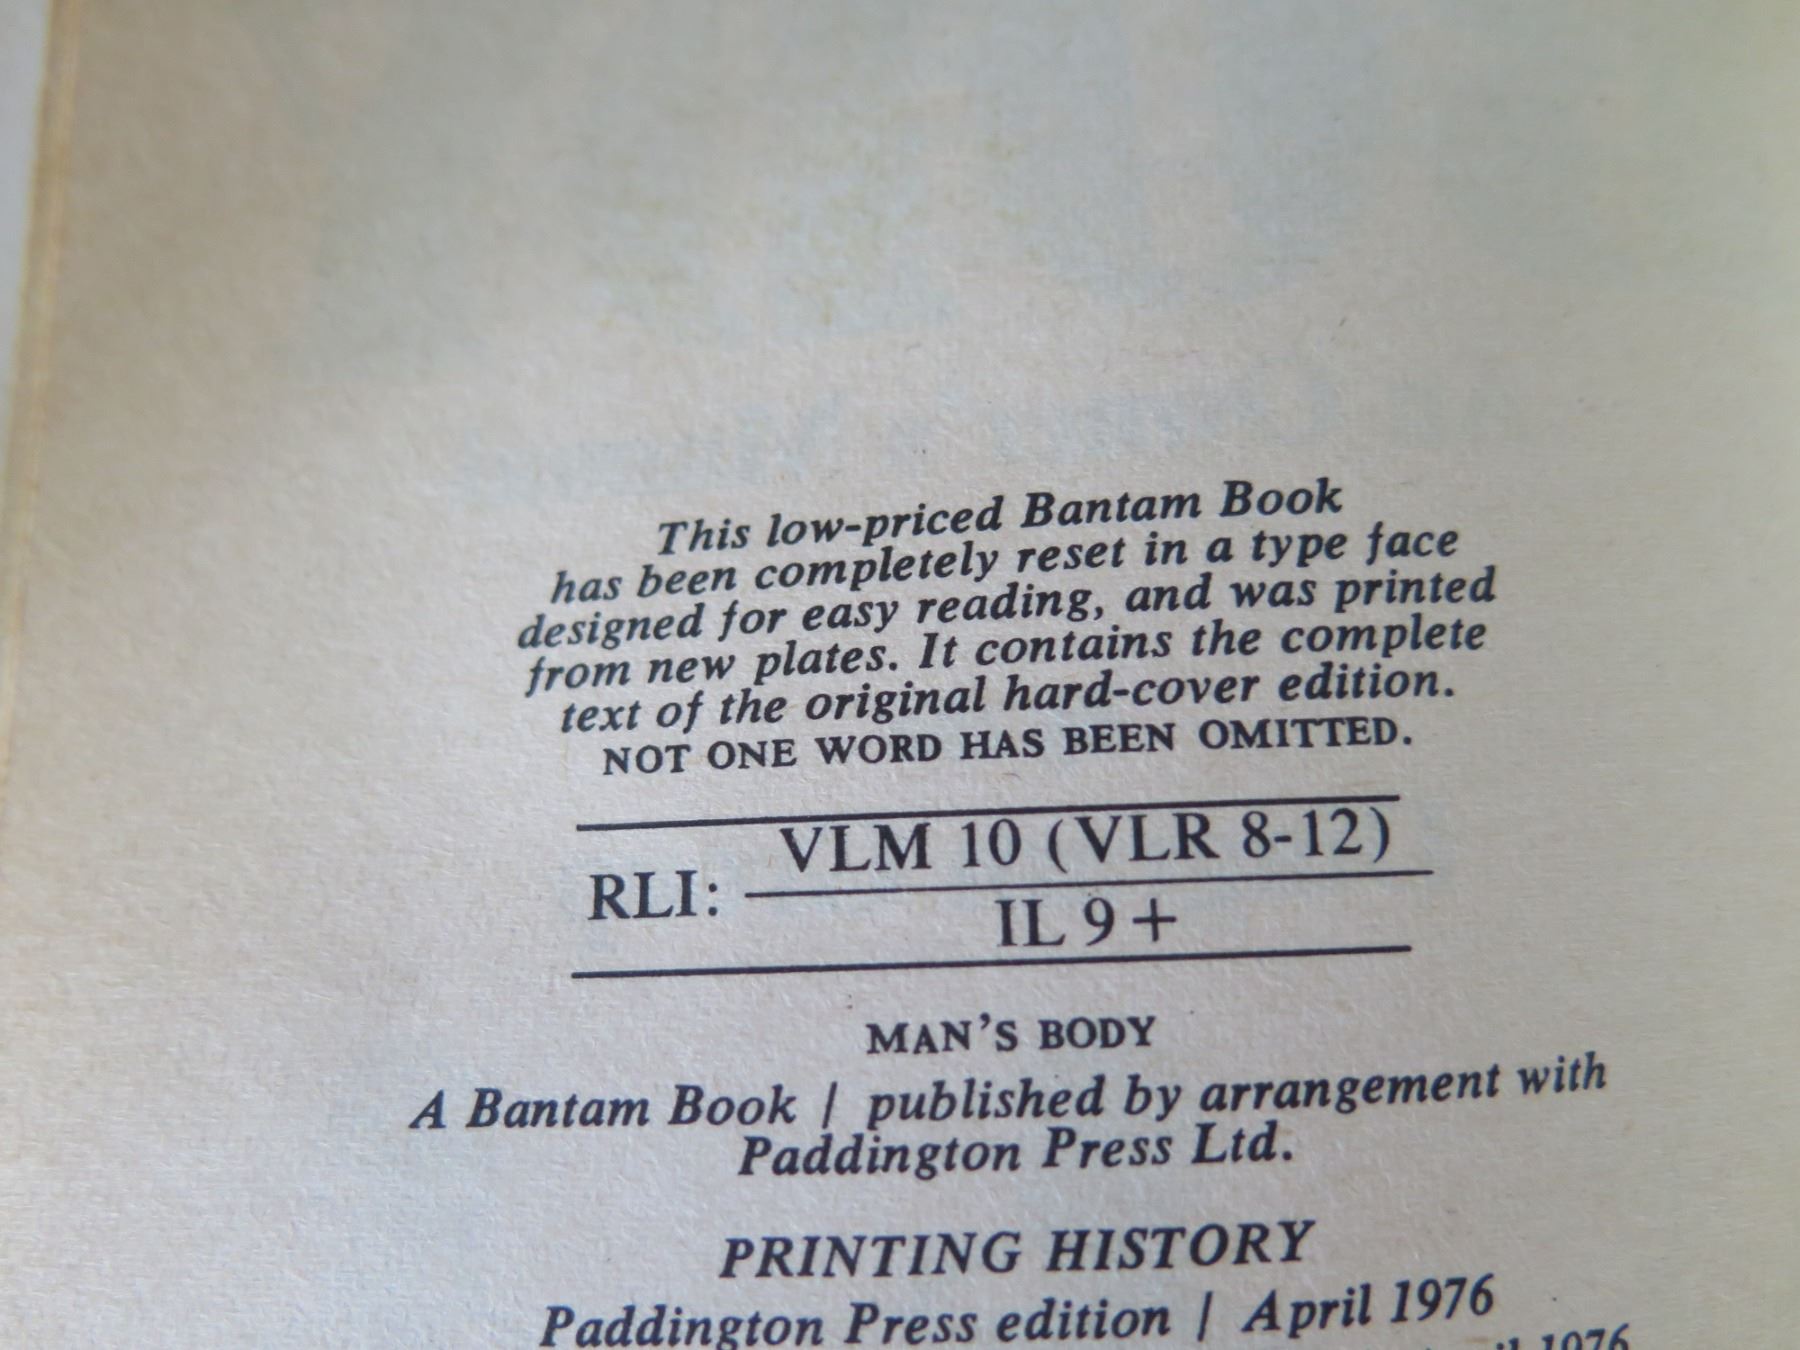 This low-priced Bantam Book
has been completely reset in a type face
designed for easy reading, and was printed
from new plates. It contains the complete
text of the original hard-cover edition.
NOT ONE WORD HAS BEEN OMITTED.
RLI: VLM 10 (VLR 8-12)
IL 9+
MAN'S BODY
A Bantam Book | published by arrangement with
Paddington Press Ltd.
PRINTING HISTORY
Paddington Press edition | April 1976
1976